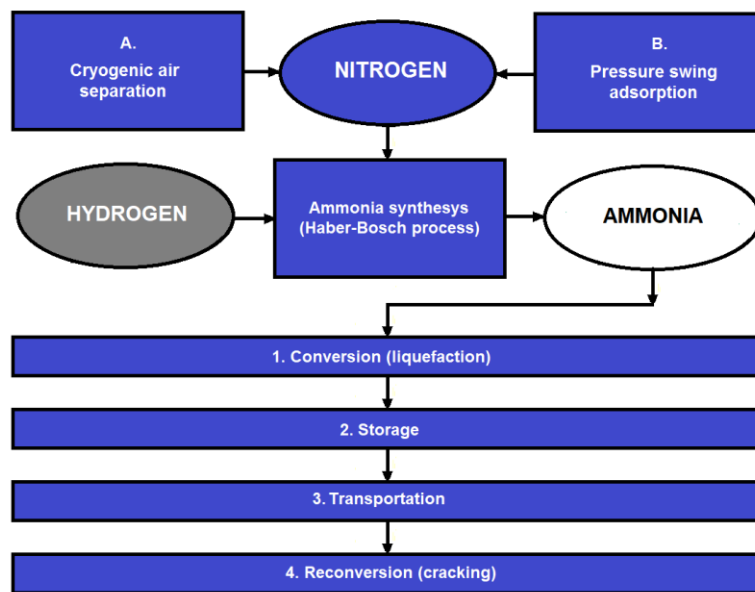 A.
Cryogenic air
separation
NITROGEN
B.
Pressure swing
adsorption
HYDROGEN
Ammonia synthesys
(Haber-Bosch process)
AMMONIA
1. Conversion (liquefaction)
2. Storage
3. Transportation
4. Reconversion (cracking)